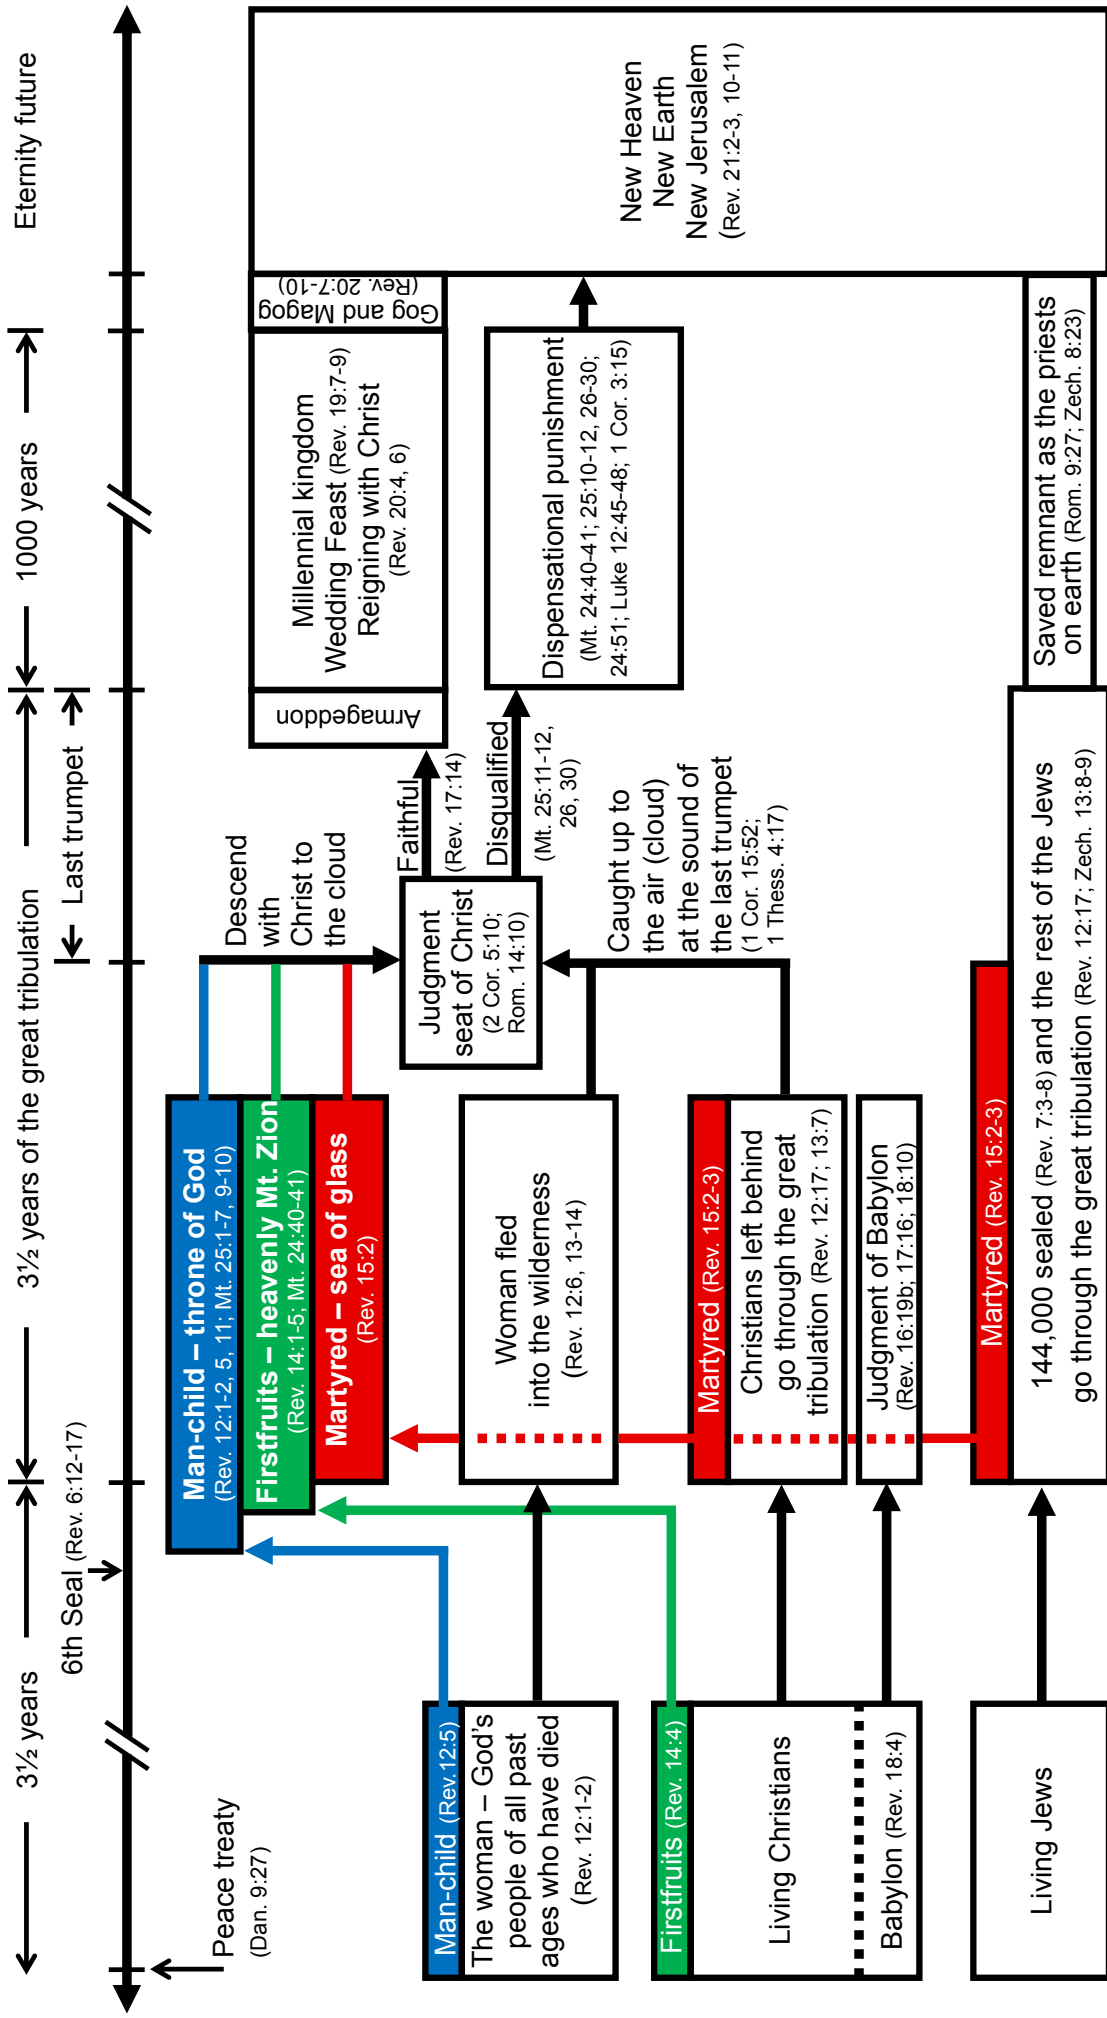 3½ years
3½ years of the great tribulation
1000 years
Eternity future
6th Seal (Rev. 6:12-17)
Last trumpet
Peace treaty
(Dan. 9:27)
Man-child – throne of God
(Rev. 12:1-2, 5, 11; Mt. 25:1-7, 9-10)
Firstfruits – heavenly Mt. Zion
(Rev. 14:1-5; Mt. 24:40-41)
Martyred – sea of glass
(Rev. 15:2)
Descend
with
Christ to
the cloud
Judgment
seat of Christ
(2 Cor. 5:10;
Rom. 14:10)
Faithful
(Rev. 17:14)
Disqualified
(Mt. 25:11-12,
26, 30)
Armageddon
Millennial kingdom
Wedding Feast (Rev. 19:7-9)
Reigning with Christ
(Rev. 20:4, 6)
Gog and Magog
(Rev. 20:7-10)
Dispensational punishment
(Mt. 24:40-41; 25:10-12, 26-30;
24:51; Luke 12:45-48; 1 Cor. 3:15)
New Heaven
New Earth
New Jerusalem
(Rev. 21:2-3, 10-11)
Man-child (Rev.12:5)
The woman – God's
people of all past
ages who have died
(Rev. 12:1-2)
Woman fled
into the wilderness
(Rev. 12:6, 13-14)
Caught up to
the air (cloud)
at the sound of
the last trumpet
(1 Cor. 15:52;
1 Thess. 4:17)
Firstfruits (Rev. 14:4)
Living Christians
Babylon (Rev. 18:4)
Martyred (Rev. 15:2-3)
Christians left behind
go through the great
tribulation (Rev. 12:17; 13:7)
Judgment of Babylon
(Rev. 16:19b; 17:16; 18:10)
Living Jews
Martyred (Rev. 15:2-3)
144,000 sealed (Rev. 7:3-8) and the rest of the Jews
go through the great tribulation (Rev. 12:17; Zech. 13:8-9)
Saved remnant as the priests
on earth (Rom. 9:27; Zech. 8:23)